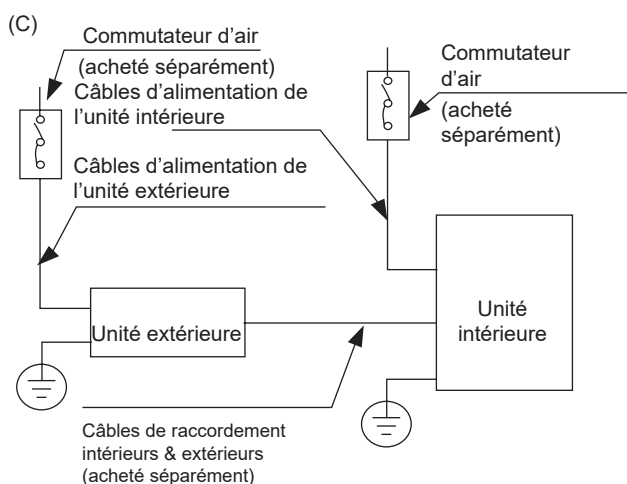 (C)
Commutateur d’air
(acheté séparément)
Câbles d’alimentation de
l’unité intérieure
Câbles d’alimentation de
l’unité extérieure
Commutateur
d’air
(acheté
séparément)
Unité extérieure
Unité
intérieure
Câbles de raccordement
intérieurs & extérieurs
(acheté séparément)